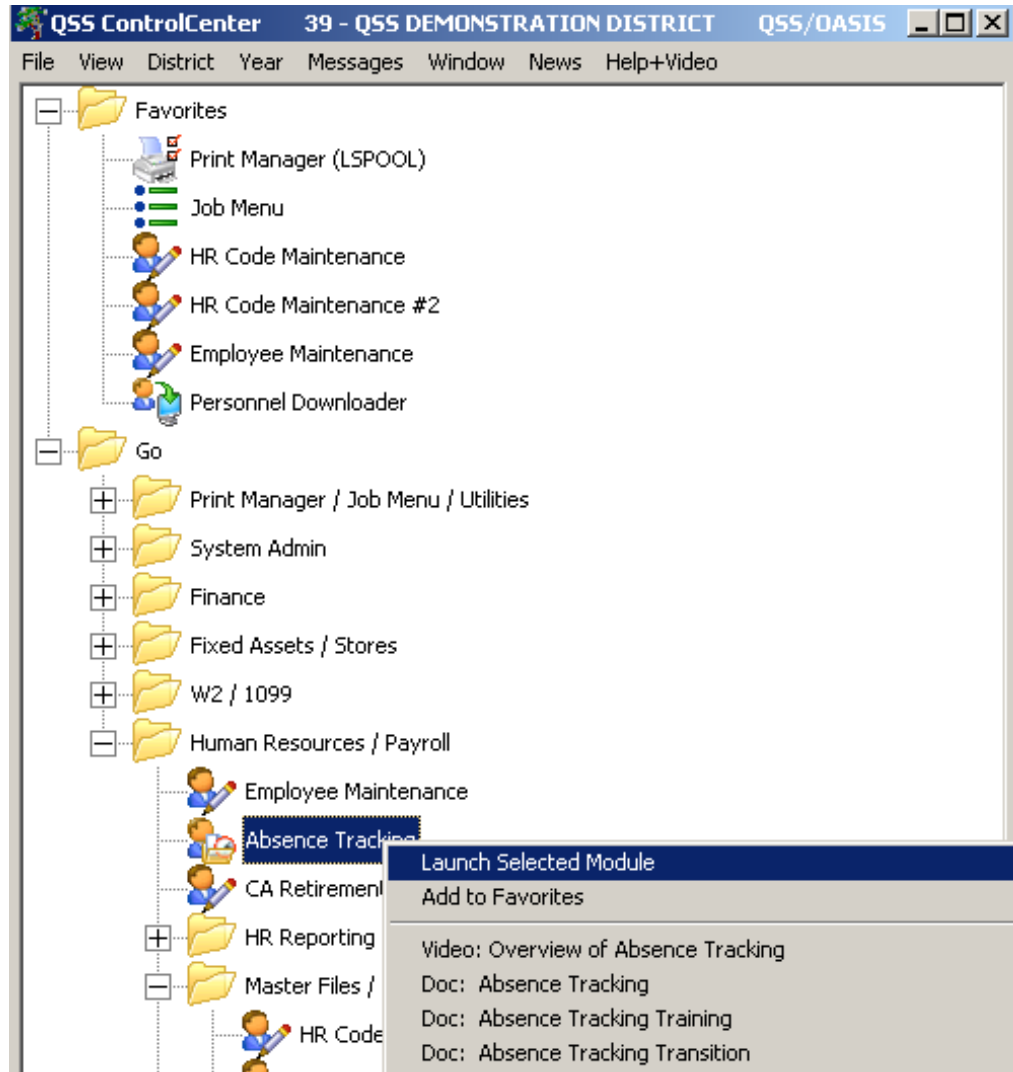 QSS ControlCenter 39 - QSS DEMONSTRATION DISTRICT QSS/OASIS
File View District Year Messages Window News Help+Video
Favorites
Print Manager (LSPOOL)
Job Menu
HR Code Maintenance
HR Code Maintenance #2
Employee Maintenance
Personnel Downloader
Go
Print Manager / Job Menu / Utilities
System Admin
Finance
Fixed Assets / Stores
W2 / 1099
Human Resources / Payroll
Employee Maintenance
Absence Tracking
Launch Selected Module
CA Retirement
Add to Favorites
HR Reporting
Video: Overview of Absence Tracking
Master Files /
Doc: Absence Tracking
Doc: Absence Tracking Training
HR Code
Doc: Absence Tracking Transition